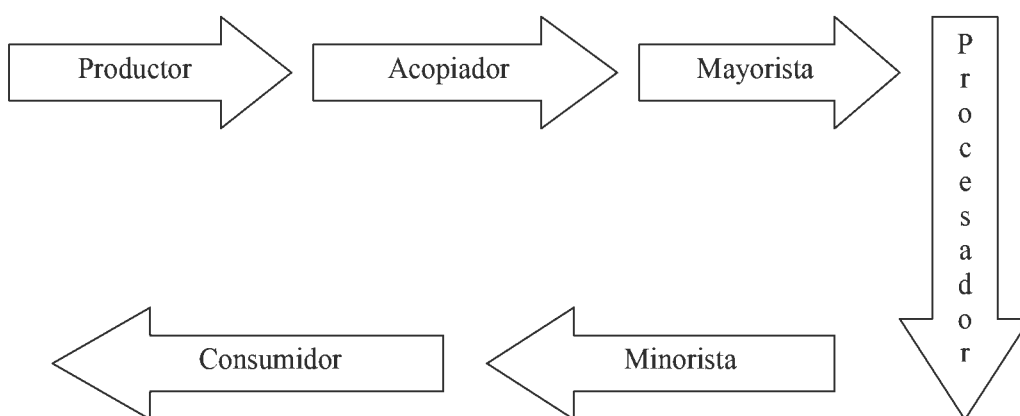 Productor
Acopiador
Mayorista
Procesador
Minorista
Consumidor